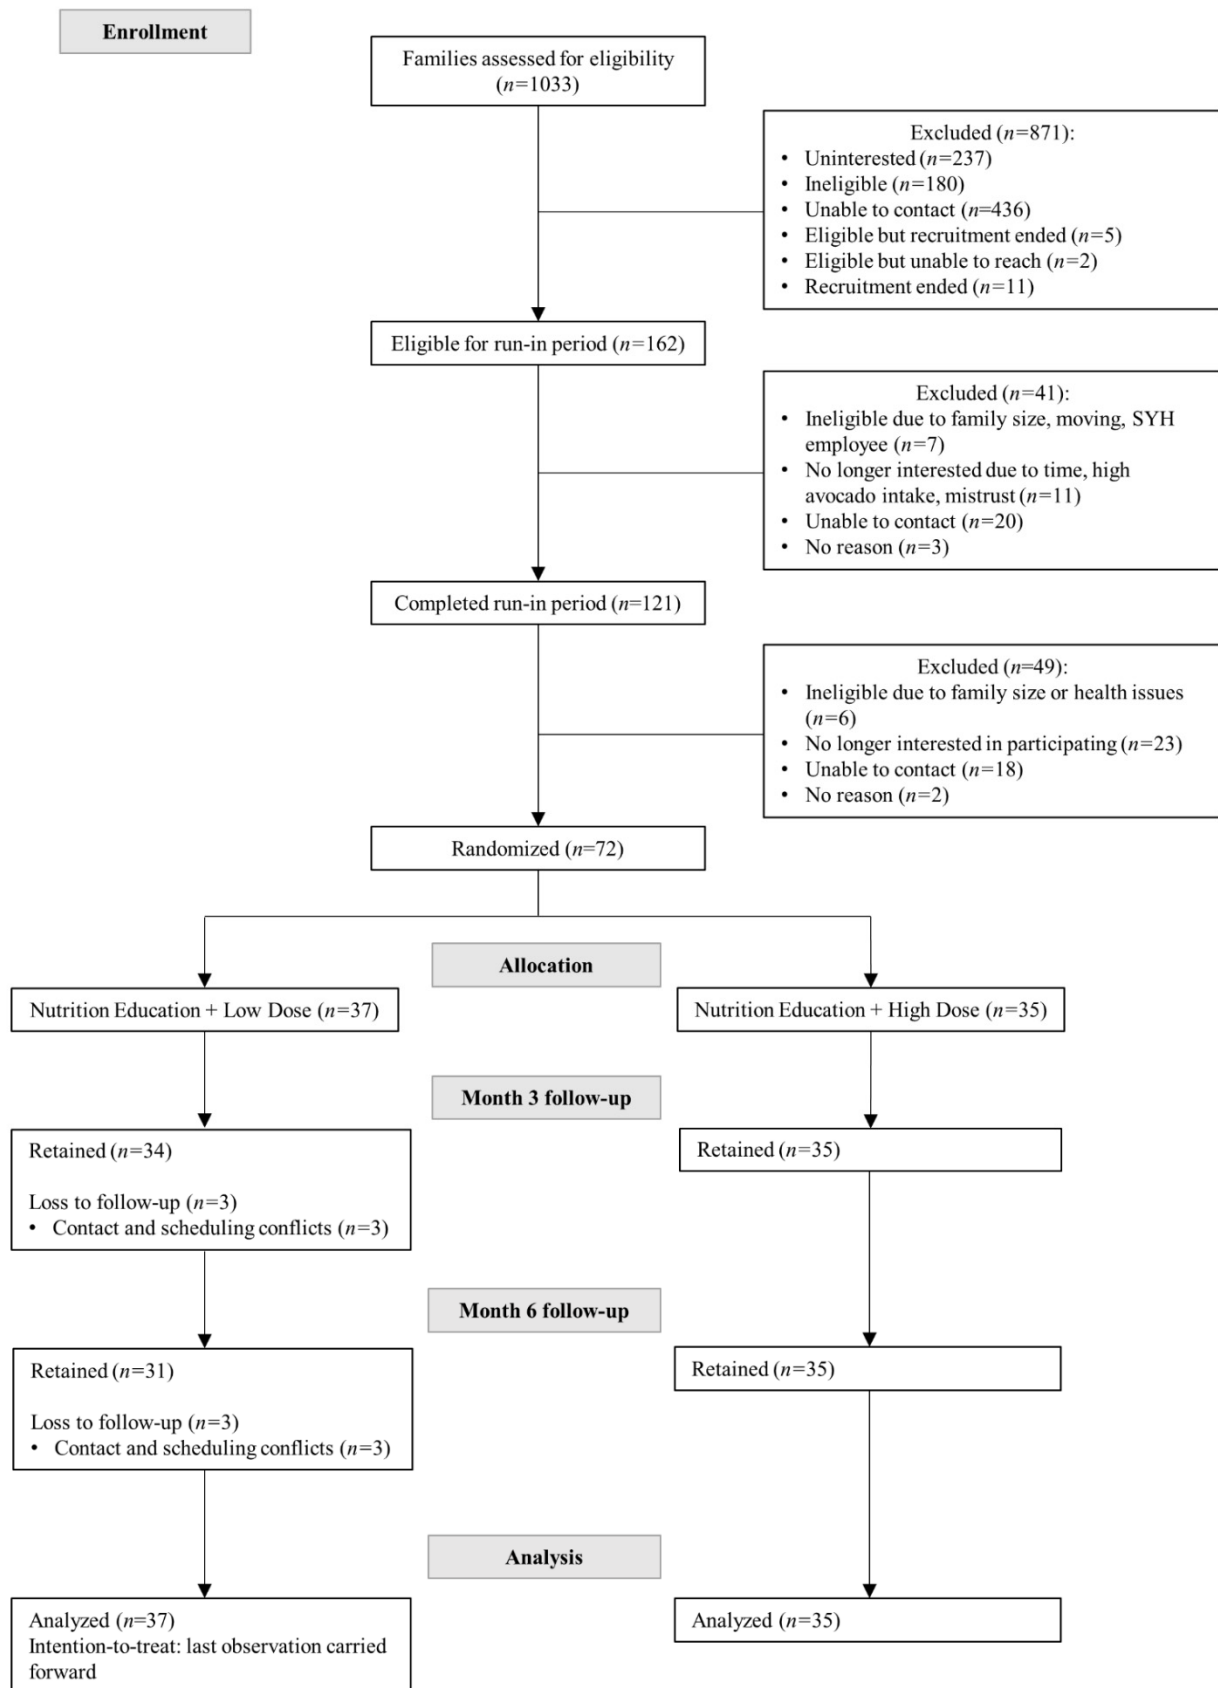 Enrollment
Families assessed for eligibility
(n=1033)
Excluded (n=871):
• Uninterested (n=237)
• Ineligible (n=180)
• Unable to contact (n=436)
• Eligible but recruitment ended (n=5)
• Eligible but unable to reach (n=2)
• Recruitment ended (n=11)
Eligible for run-in period (n=162)
Excluded (n=41):
• Ineligible due to family size, moving, SYH
employee (n=7)
• No longer interested due to time, high
avocado intake, mistrust (n=11)
• Unable to contact (n=20)
• No reason (n=3)
Completed run-in period (n=121)
Excluded (n=49):
• Ineligible due to family size or health issues
(n=6)
• No longer interested in participating (n=23)
• Unable to contact (n=18)
• No reason (n=2)
Randomized (n=72)
Allocation
Nutrition Education + Low Dose (n=37)
Nutrition Education + High Dose (n=35)
Month 3 follow-up
Retained (n=34)
Loss to follow-up (n=3)
• Contact and scheduling conflicts (n=3)
Retained (n=35)
Month 6 follow-up
Retained (n=31)
Loss to follow-up (n=3)
• Contact and scheduling conflicts (n=3)
Retained (n=35)
Analysis
Analyzed (n=37)
Intention-to-treat: last observation carried
forward
Analyzed (n=35)